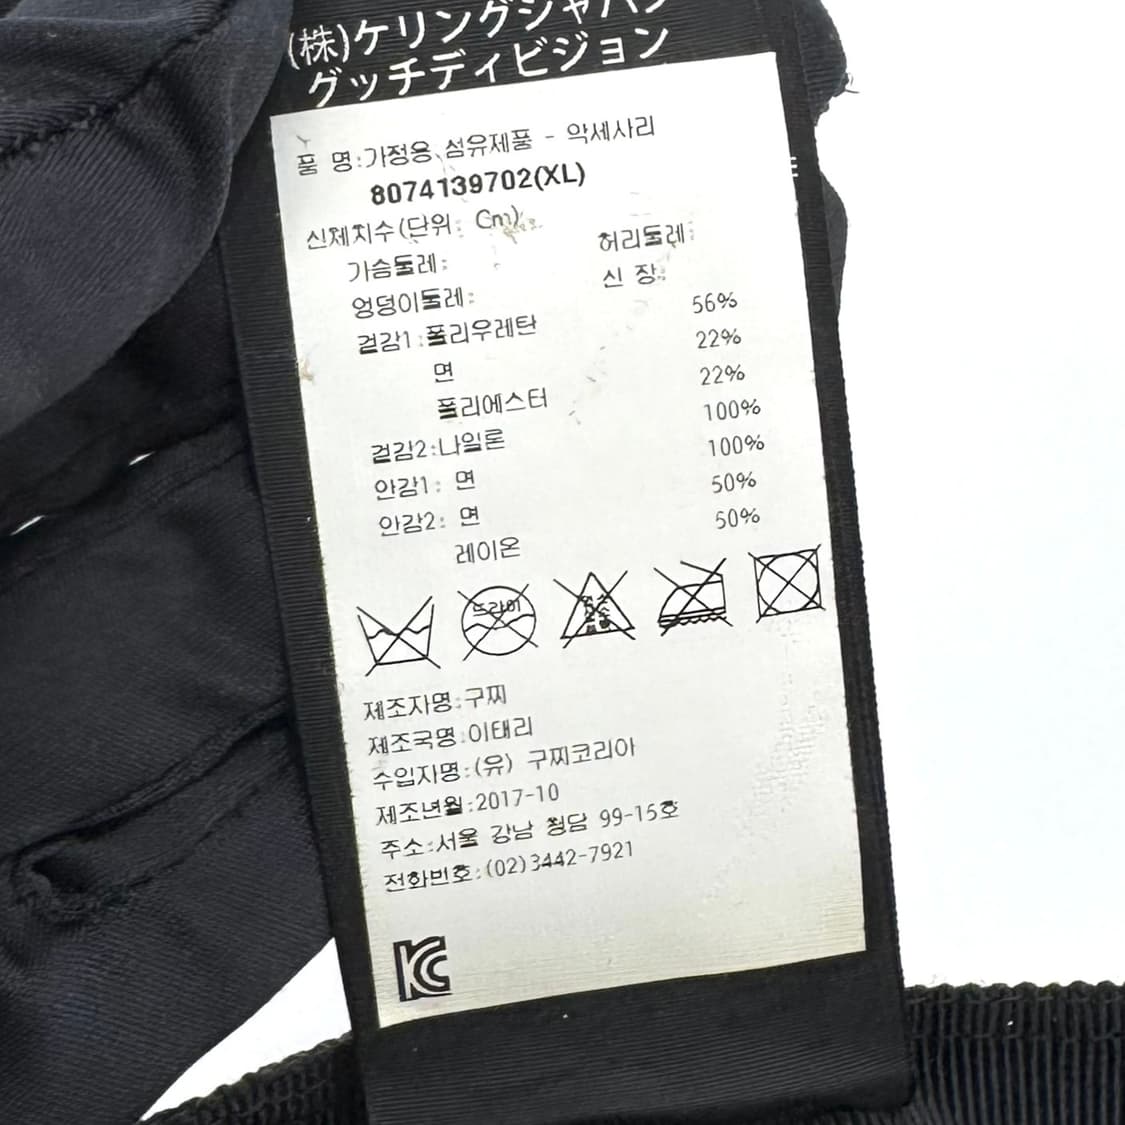 (株)ケリングジャパン
グッチディビジョン
품 명:가정용 섬유제품 - 악세사리
8074139702(XL)
신체치수(단위: Cm)
가슴둘레: 허리둘레:
엉덩이둘레: 신 장:
겉감1:폴리우레탄 56%
면 22%
폴리에스터 22%
겉감2:나일론 100%
안감1: 면 100%
안감2: 면 50%
레이온 50%
드라이
제조자명:구찌
제조국명:이태리
수입자명:(유) 구찌코리아
제조년월:2017-10
주소:서울 강남 청담 99-15호
전화번호:(02)3442-7921
KC